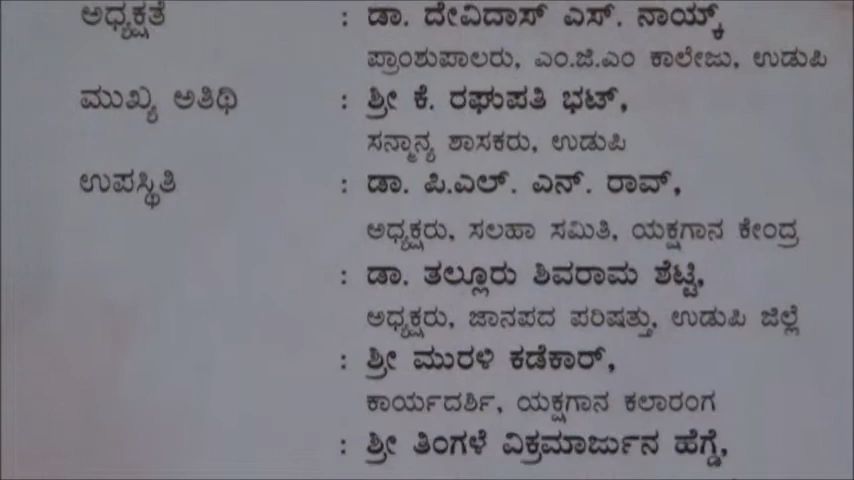 ಅಧ್ಯಕ್ಷತೆ : ಡಾ. ದೇವಿದಾಸ್ ಎಸ್. ನಾಯ್ಕ್
ಪ್ರಾಂಶುಪಾಲರು, ಎಂ.ಜಿ.ಎಂ ಕಾಲೇಜು, ಉಡುಪಿ
ಮುಖ್ಯ ಅತಿಥಿ : ಶ್ರೀ ಕೆ. ರಘುಪತಿ ಭಟ್,
ಸನ್ಮಾನ್ಯ ಶಾಸಕರು, ಉಡುಪಿ
ಉಪಸ್ಥಿತಿ : ಡಾ. ಪಿ.ಎಲ್. ಎನ್. ರಾವ್,
ಅಧ್ಯಕ್ಷರು, ಸಲಹಾ ಸಮಿತಿ, ಯಕ್ಷಗಾನ ಕೇಂದ್ರ
: ಡಾ. ತಲ್ಲೂರು ಶಿವರಾಮ ಶೆಟ್ಟಿ,
ಅಧ್ಯಕ್ಷರು, ಜಾನಪದ ಪರಿಷತ್ತು, ಉಡುಪಿ ಜಿಲ್ಲೆ
: ಶ್ರೀ ಮುರಳಿ ಕಡೆಕಾರ್,
ಕಾರ್ಯದರ್ಶಿ, ಯಕ್ಷಗಾನ ಕಲಾರಂಗ
: ಶ್ರೀ ತಿಂಗಳೆ ವಿಕ್ರಮಾರ್ಜುನ ಹೆಗ್ಡೆ,